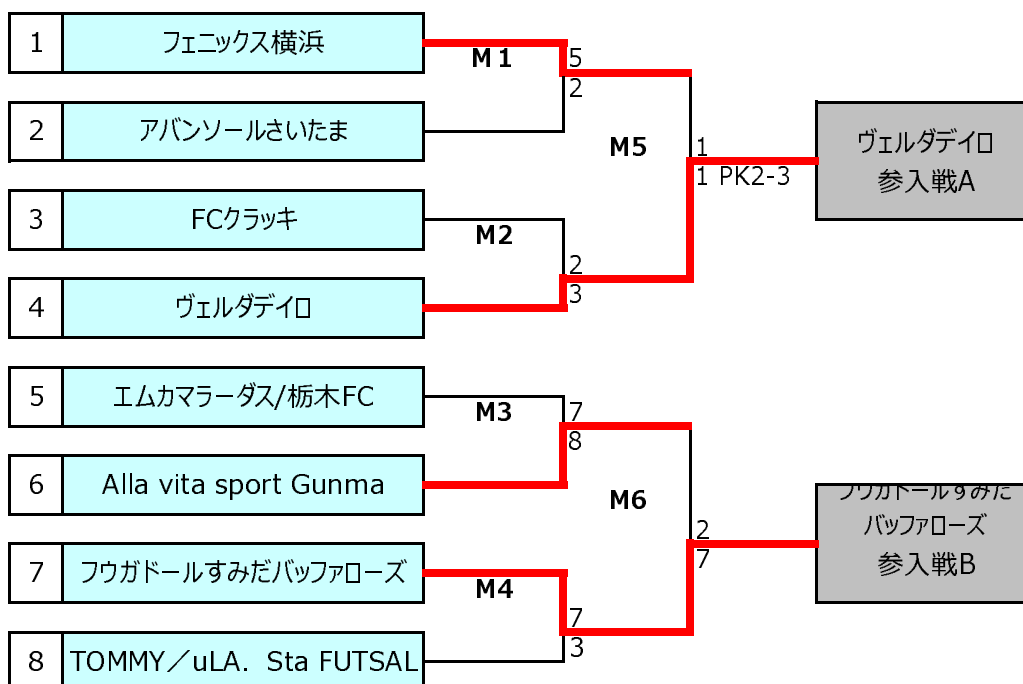 1 フェニックス横浜
M1
5
2
2 アバンソールさいたま
M5
1
1 PK2-3
ヴェルダデイロ
参入戦A
3 FCクラッキ
M2
2
3
4 ヴェルダデイロ
5 エムカマラーダス/栃木FC
M3
7
8
6 Alla vita sport Gunma
M6
2
7
フウガドールすみだ
バッファローズ
参入戦B
7 フウガドールすみだバッファローズ
M4
7
3
8 TOMMY／uLA. Sta FUTSAL